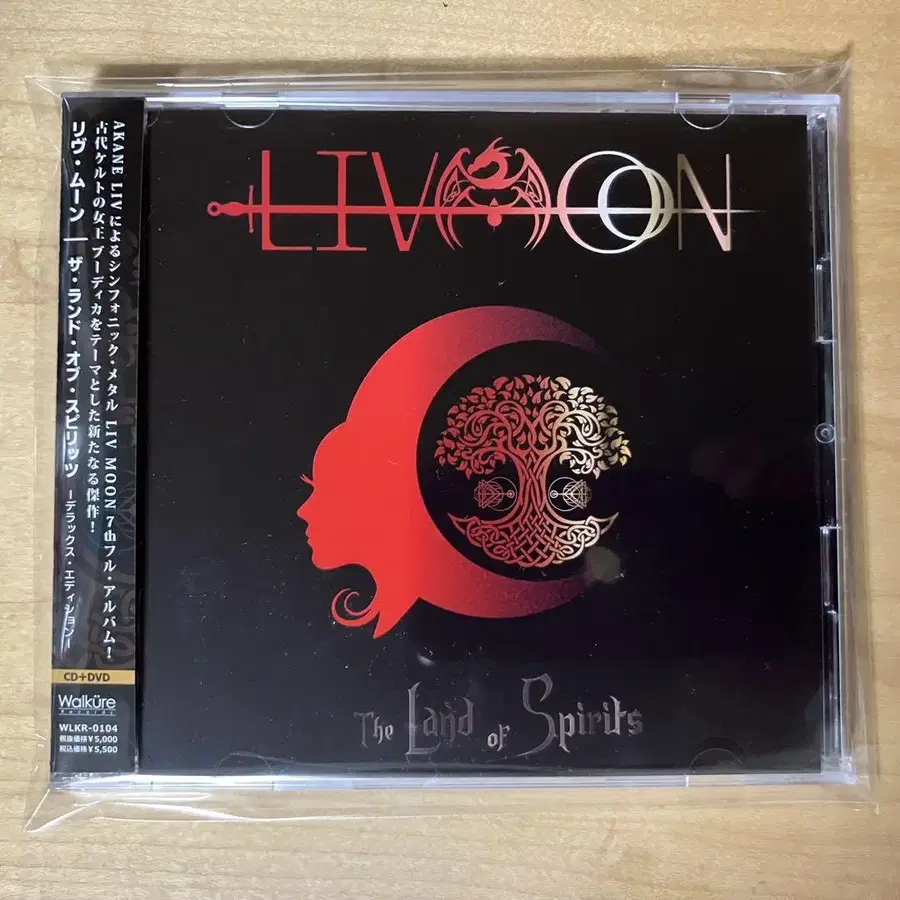 AKANE LIV によるシンフォニック・メタル LIV MOON 7thフル・アルバム!
古代ケルトの女王 ブーディカをテーマとした新たなる傑作!
リヴ・ムーン | ザ・ランド・オブ・スピリッツ －デラックス・エディション－
CD+DVD
Walküre
Records
WLKR-0104
税抜価格¥5,000
税込価格¥5,500
LIV MOON
The Land of Spirits